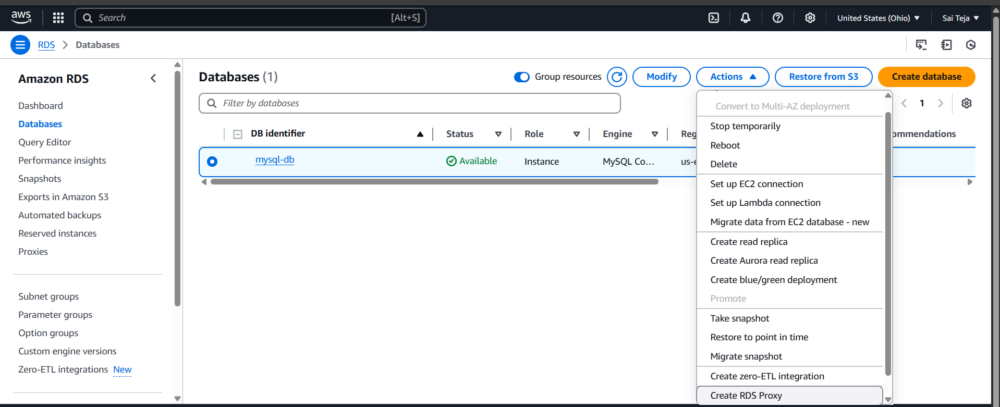 aws
Search [Alt+S]
United States (Ohio)
Sai Teja
RDS
Databases
Amazon RDS
Dashboard
Databases
Query Editor
Performance insights
Snapshots
Exports in Amazon S3
Automated backups
Reserved instances
Proxies
Subnet groups
Parameter groups
Option groups
Custom engine versions
Zero-ETL integrations New
Databases (1)
Group resources
Modify
Actions
Restore from S3
Create database
Filter by databases
1
DB identifier Status Role Engine Reg ommendations
mysql-db Available Instance MySQL Co... us-e
Convert to Multi-AZ deployment
Stop temporarily
Reboot
Delete
Set up EC2 connection
Set up Lambda connection
Migrate data from EC2 database - new
Create read replica
Create Aurora read replica
Create blue/green deployment
Promote
Take snapshot
Restore to point in time
Migrate snapshot
Create zero-ETL integration
Create RDS Proxy